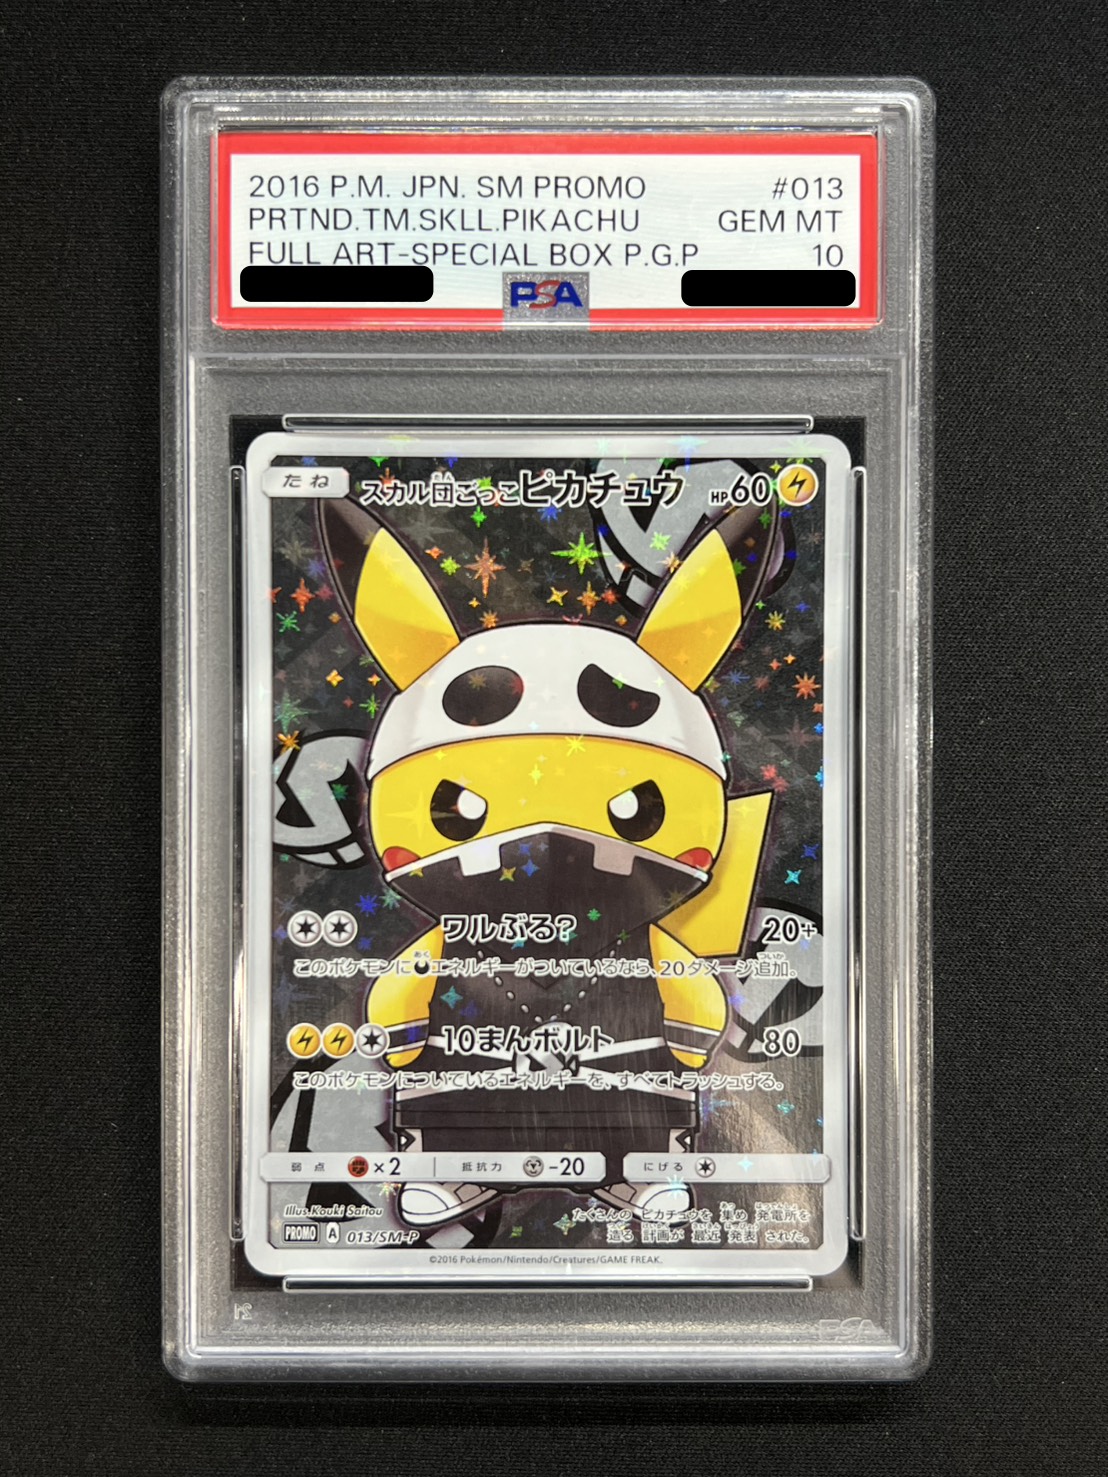 2016 P.M. JPN. SM PROMO #013
PRTND.TM.SKLL.PIKACHU GEM MT
FULL ART-SPECIAL BOX P.G.P 10
PSA
たね スカル団ごっこピカチュウ HP60
ワルぶる? 20+
このポケモンにエネルギーがついているなら、20ダメージ追加。
10まんボルト 80
このポケモンについているエネルギーを、すべてトラッシュする。
弱点 ×2 抵抗力 -20 にげる
Illus.Kouki Saitou
たくさんの ピカチュウを 集め 発電所を
造る 計画が 最近 発表 された。
PROMO A 013/SM-P
©2016 Pokémon/Nintendo/Creatures/GAME FREAK.
PSA